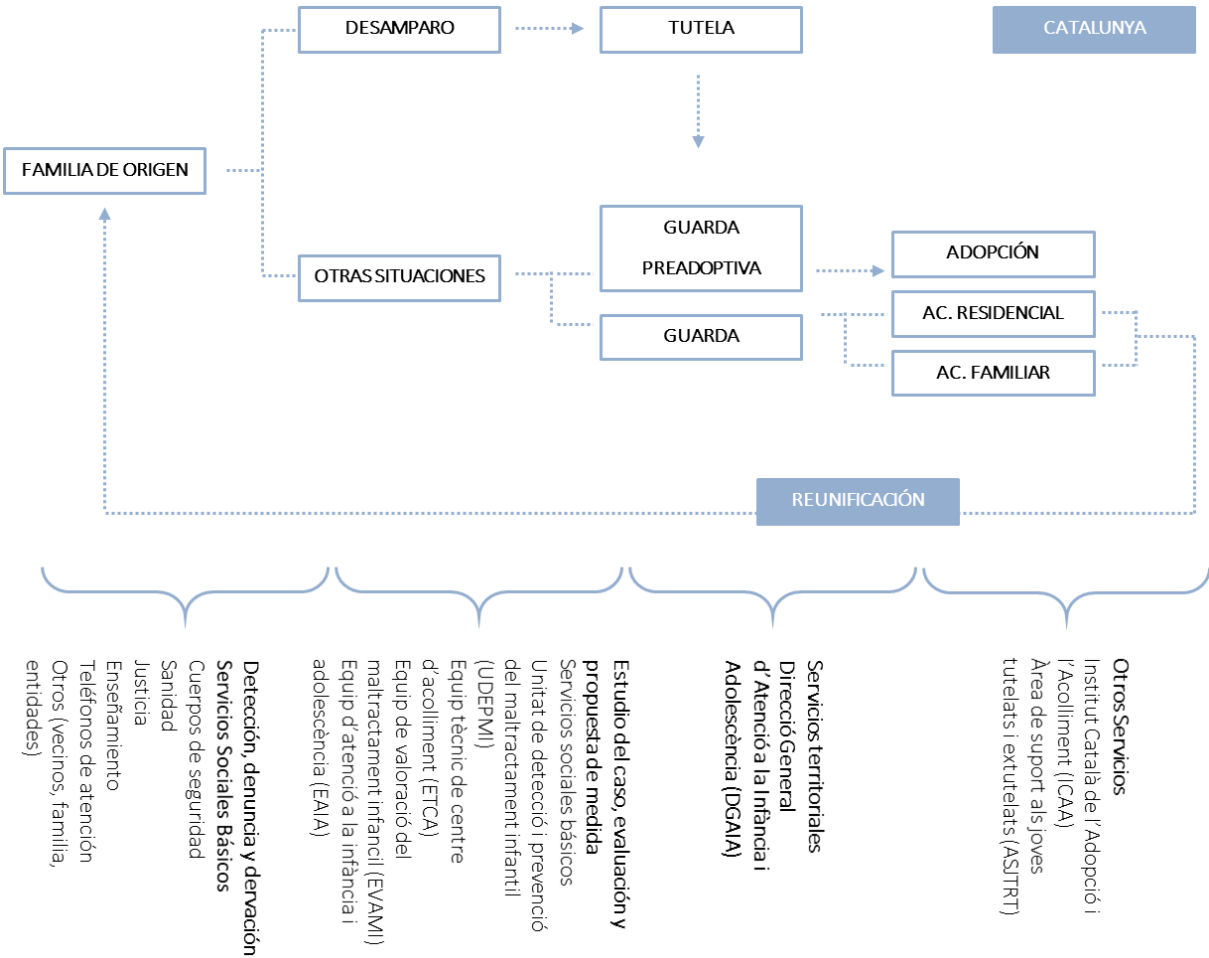 DESAMPARO
TUTELA
CATALUNYA
FAMILIA DE ORIGEN
GUARDA
PREADOPTIVA
ADOPCIÓN
OTRAS SITUACIONES
AC. RESIDENCIAL
GUARDA
AC. FAMILIAR
REUNIFICACIÓN
Detección, denuncia y dervación
Servicios Sociales Básicos
Cuerpos de seguridad
Sanidad
Justicia
Enseñamiento
Teléfonos de atención
Otros (vecinos, familia,
entidades)
Estudio del caso, evaluación y
propuesta de medida
Servicios sociales básicos
Unitat de detecció i prevenció
del maltractament infantil
(UDEPMI)
Equip tècnic de centre
d'acolliment (ETCA)
Equip de valoració del
maltractament infancil (EVAMI)
Equip d'atenció a la infància i
adolescència (EAIA)
Servicios territoriales
Direcció General
d'Atenció a la Infància i
Adolescència (DGAIA)
Otros Servicios
Institut Català de l'Adopció i
l'Acolliment (ICAA)
Àrea de suport als joves
tutelats i extutelats (ASJTRT)